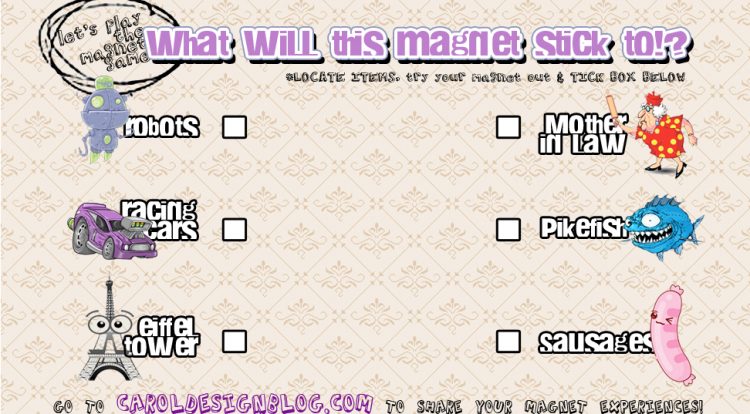 let's play
the
magnet
game
What Will this magnet stick to!?
*LOCATE ITEMS, try your magnet out & TICK BOX BELOW
robots
Mother
in Law
racing
cars
Pikefish
eiffel
tower
sausages
GO TO CAROLDESIGNBLOG.COM TO SHARE YOUR MAGNET EXPERIENCES!